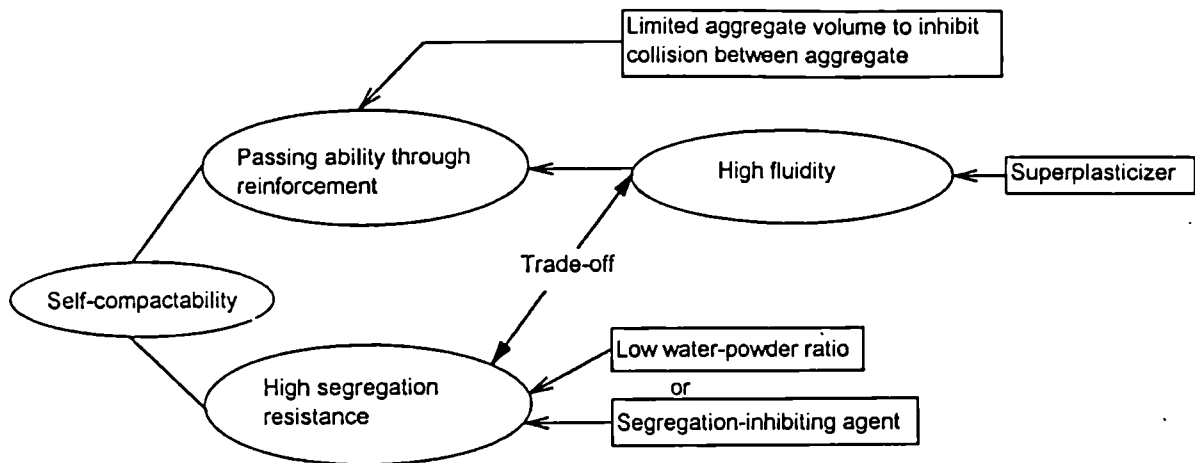 Limited aggregate volume to inhibit
collision between aggregate
Passing ability through
reinforcement
High fluidity
Superplasticizer
Trade-off
Self-compactability
Low water-powder ratio
or
High segregation
resistance
Segregation-inhibiting agent